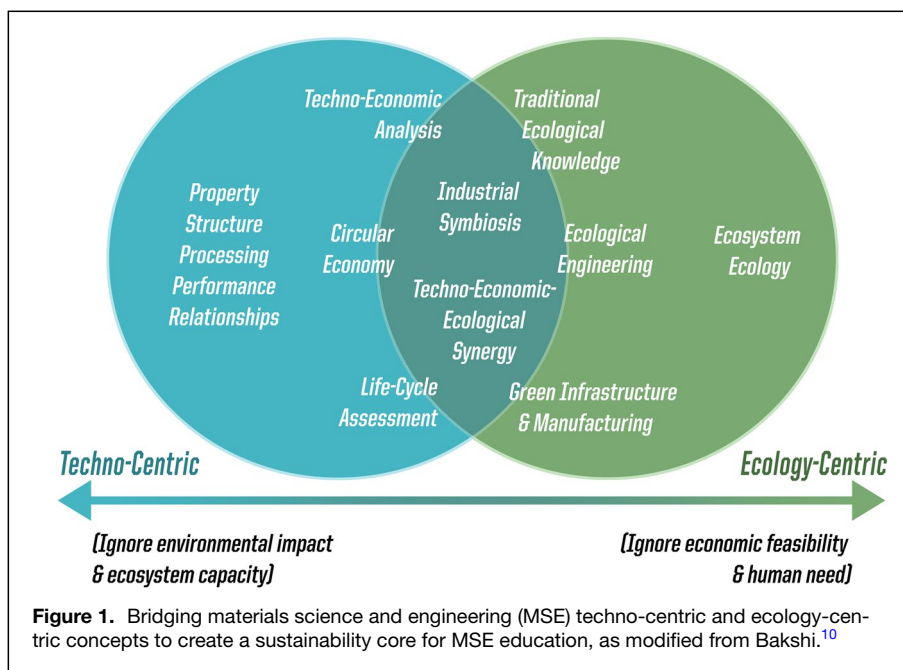 Techno-Economic
Analysis
Traditional
Ecological
Knowledge
Property
Structure
Processing
Performance
Relationships
Circular
Economy
Industrial
Symbiosis
Techno-Economic-
Ecological
Synergy
Ecological
Engineering
Ecosystem
Ecology
Life-Cycle
Assessment
Green Infrastructure
& Manufacturing
Techno-Centric
Ecology-Centric
(Ignore environmental impact
& ecosystem capacity)
(Ignore economic feasibility
& human need)
Figure 1. Bridging materials science and engineering (MSE) techno-centric and ecology-cen-
tric concepts to create a sustainability core for MSE education, as modified from Bakshi.10